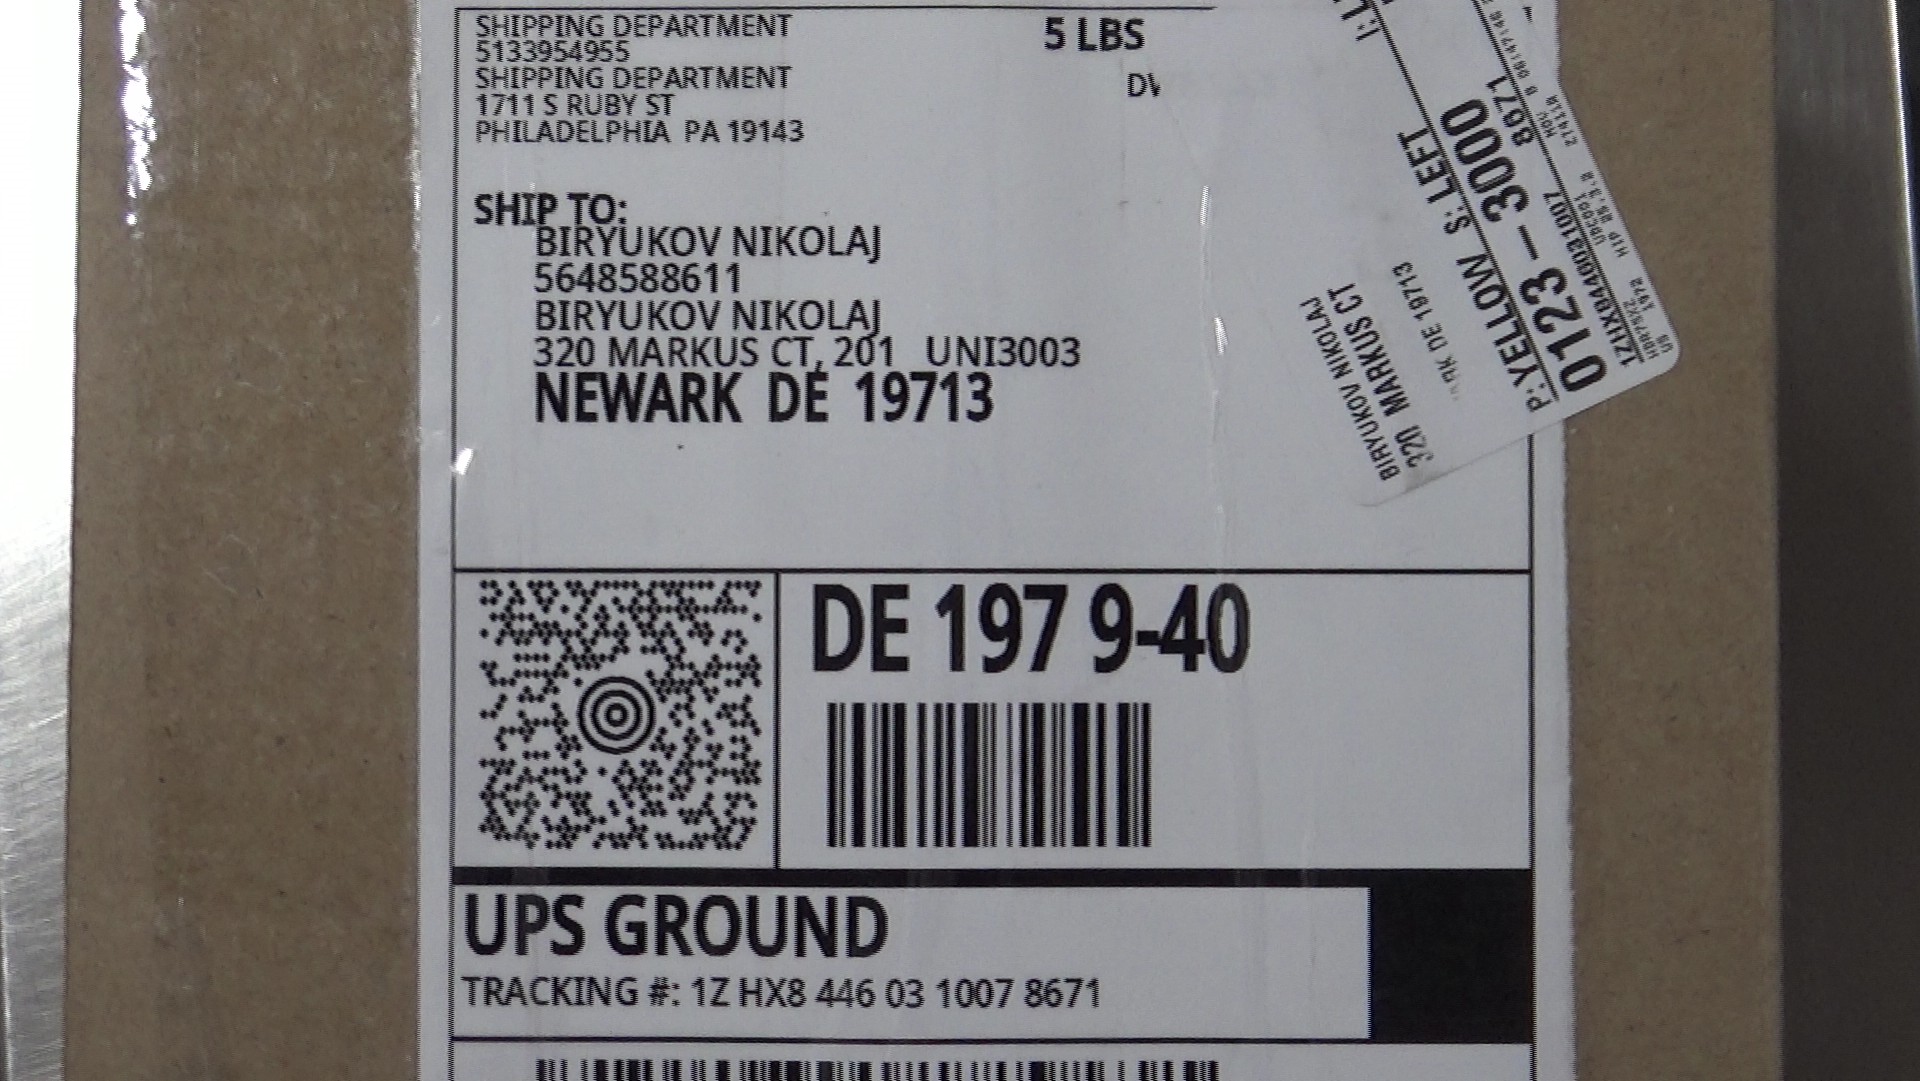 SHIPPING DEPARTMENT
5133954955
SHIPPING DEPARTMENT
1711 S RUBY ST
PHILADELPHIA PA 19143
5 LBS
SHIP TO:
BIRYUKOV NIKOLAJ
5648588611
BIRYUKOV NIKOLAJ
320 MARKUS CT, 201 UNI3003
NEWARK DE 19713
P: YELLOW S: LEFT
0123 – 3000
8671
BIRYUKOV NIKOLAJ
320 MARKUS CT
DE 19713
DE 197 9-40
UPS GROUND
TRACKING #: 1Z HX8 446 03 1007 8671